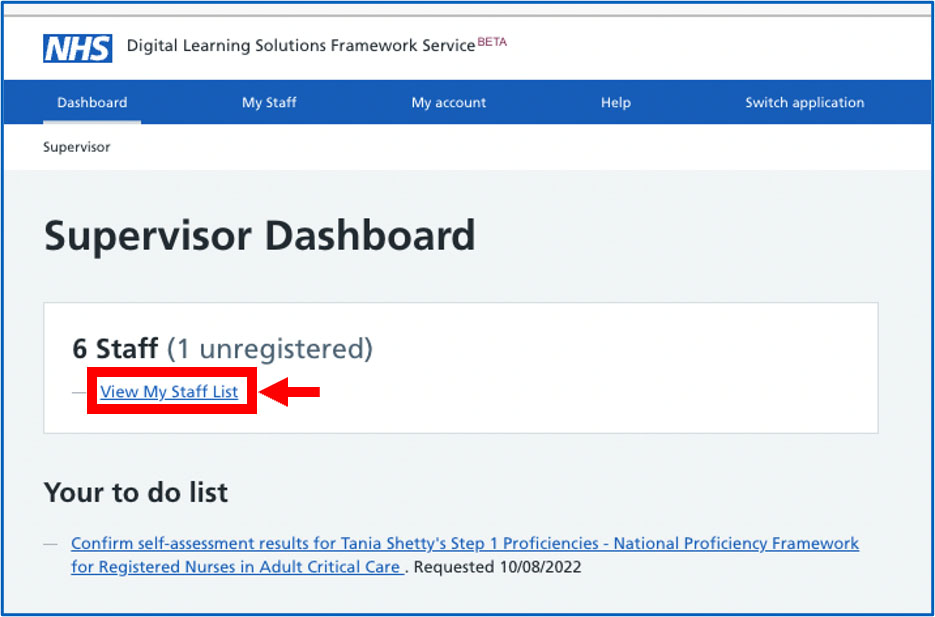 NHS Digital Learning Solutions Framework Service BETA
Dashboard My Staff My account Help Switch application
Supervisor
Supervisor Dashboard
6 Staff (1 unregistered)
— View My Staff List
Your to do list
— Confirm self-assessment results for Tania Shetty's Step 1 Proficiencies - National Proficiency Framework
for Registered Nurses in Adult Critical Care . Requested 10/08/2022